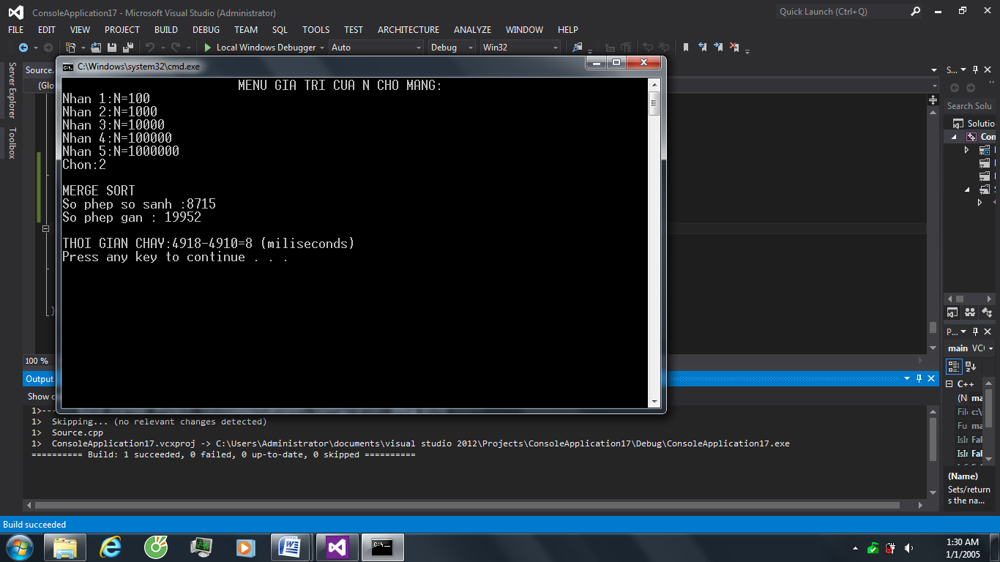 ConsoleApplication17 - Microsoft Visual Studio (Administrator)
Quick Launch (Ctrl+Q)
FILE EDIT VIEW PROJECT BUILD DEBUG TEAM SQL TOOLS TEST ARCHITECTURE ANALYZE WINDOW HELP
Local Windows Debugger Auto Debug Win32
Server Explorer
Toolbox
Source.
(Glo
C:\Windows\system32\cmd.exe
MENU GIA TRI CUA N CHO MANG:
Nhan 1:N=100
Nhan 2:N=1000
Nhan 3:N=10000
Nhan 4:N=100000
Nhan 5:N=1000000
Chon:2
MERGE SORT
So phep so sanh :8715
So phep gan : 19952
THOI GIAN CHAY:4918-4910=8 (miliseconds)
Press any key to continue . . .
S...
Search Solu
Solutio
Con
100 %
P...
main VC
C++
(N ma
File c:\
Fu ma
IsIr Fal
IsIr Fal
(Name)
Sets/return
s the na...
Output
Show o
1>--
1> Skipping... (no relevant changes detected)
1> Source.cpp
1> ConsoleApplication17.vcxproj -> C:\Users\Administrator\documents\visual studio 2012\Projects\ConsoleApplication17\Debug\ConsoleApplication17.exe
========== Build: 1 succeeded, 0 failed, 0 up-to-date, 0 skipped ==========
Build succeeded
1:30 AM
1/1/2005